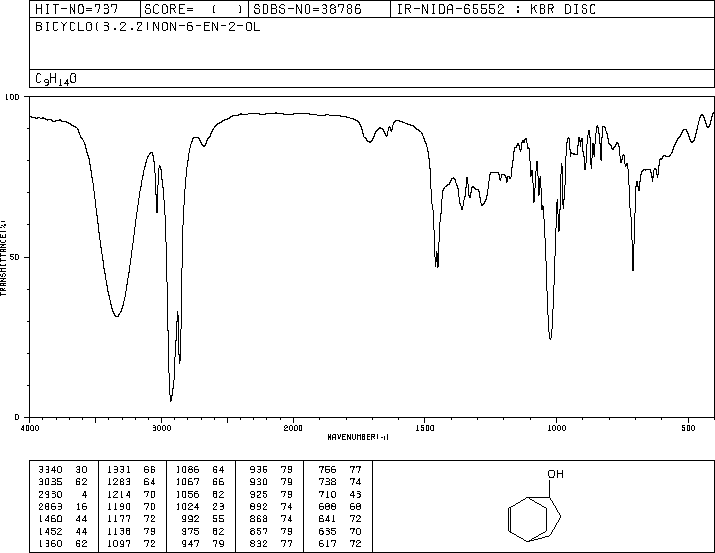 HIT-NO=737 SCORE= ( ) SDBS-NO=38786 IR-NIDA-65552 : KBR DISC
BICYCLO(3.2.2)NON-6-EN-2-OL
C9H14O
100
50
0
TRANSMITTANCE(%)
4000 3000 2000 1500 1000 500
WAVENUMBER(-1)
3340 30 1331 66 1086 64 936 79 756 77
3035 62 1283 64 1067 66 930 79 738 74
2930 4 1214 70 1056 62 925 79 710 43
2863 16 1190 70 1024 23 892 74 688 68
1460 44 1177 72 992 55 868 74 641 72
1452 44 1138 79 975 62 857 79 635 70
1360 62 1097 72 947 79 832 77 617 72
OH